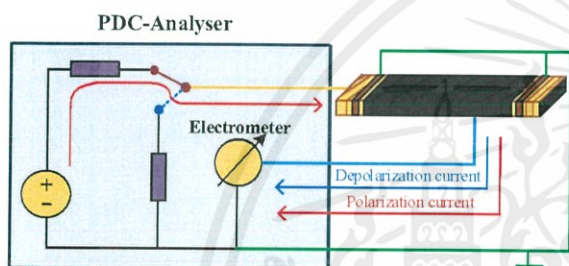 PDC-Analyser
Electrometer
+
-
Depolarization current
Polarization current